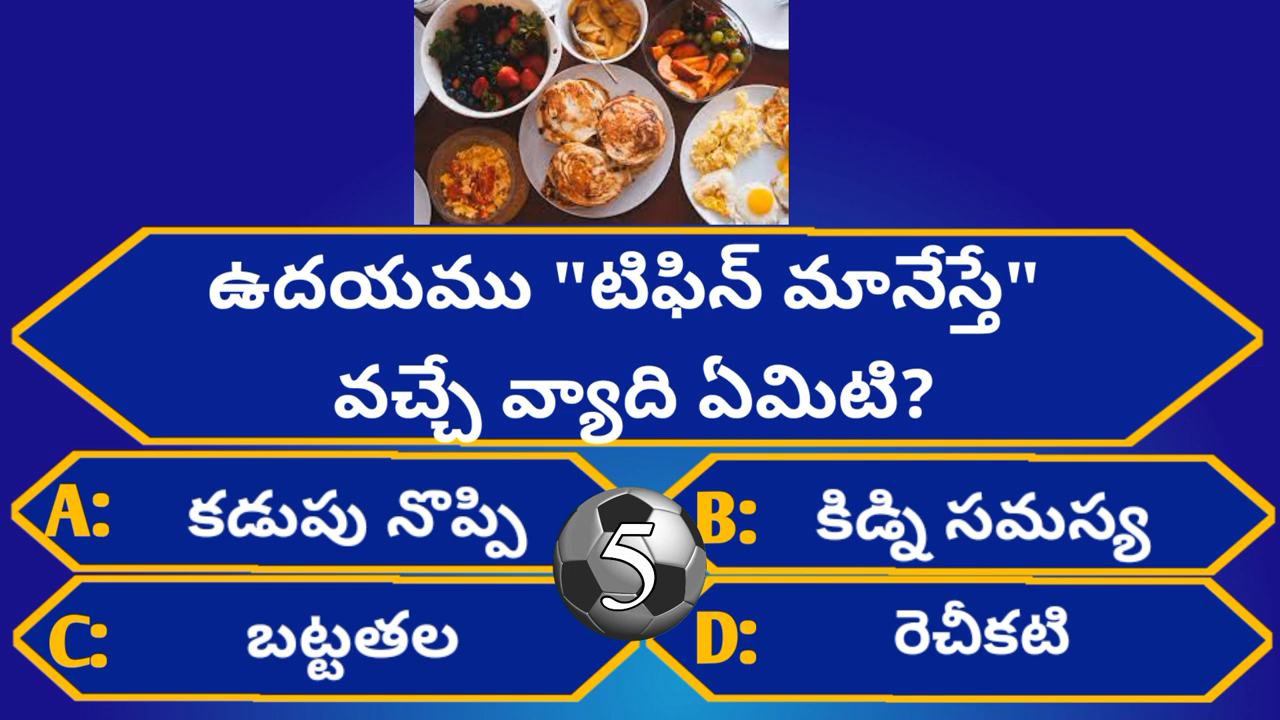 ఉదయము "టిఫిన్ మానేస్తే"
వచ్చే వ్యాది ఏమిటి?
A: కడుపు నొప్పి
B: కిడ్ని సమస్య
5
C: బట్టతల
D: రెచీకటి